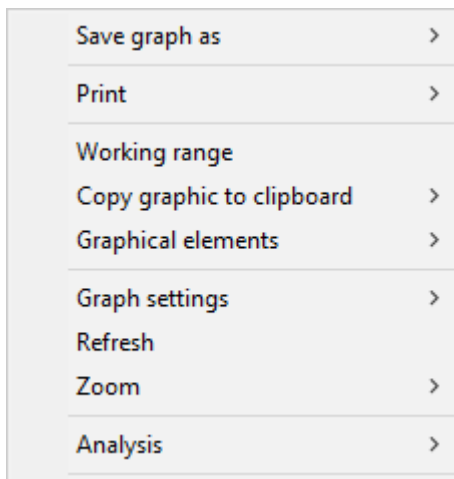 Save graph as
Print
Working range
Copy graphic to clipboard
Graphical elements
Graph settings
Refresh
Zoom
Analysis